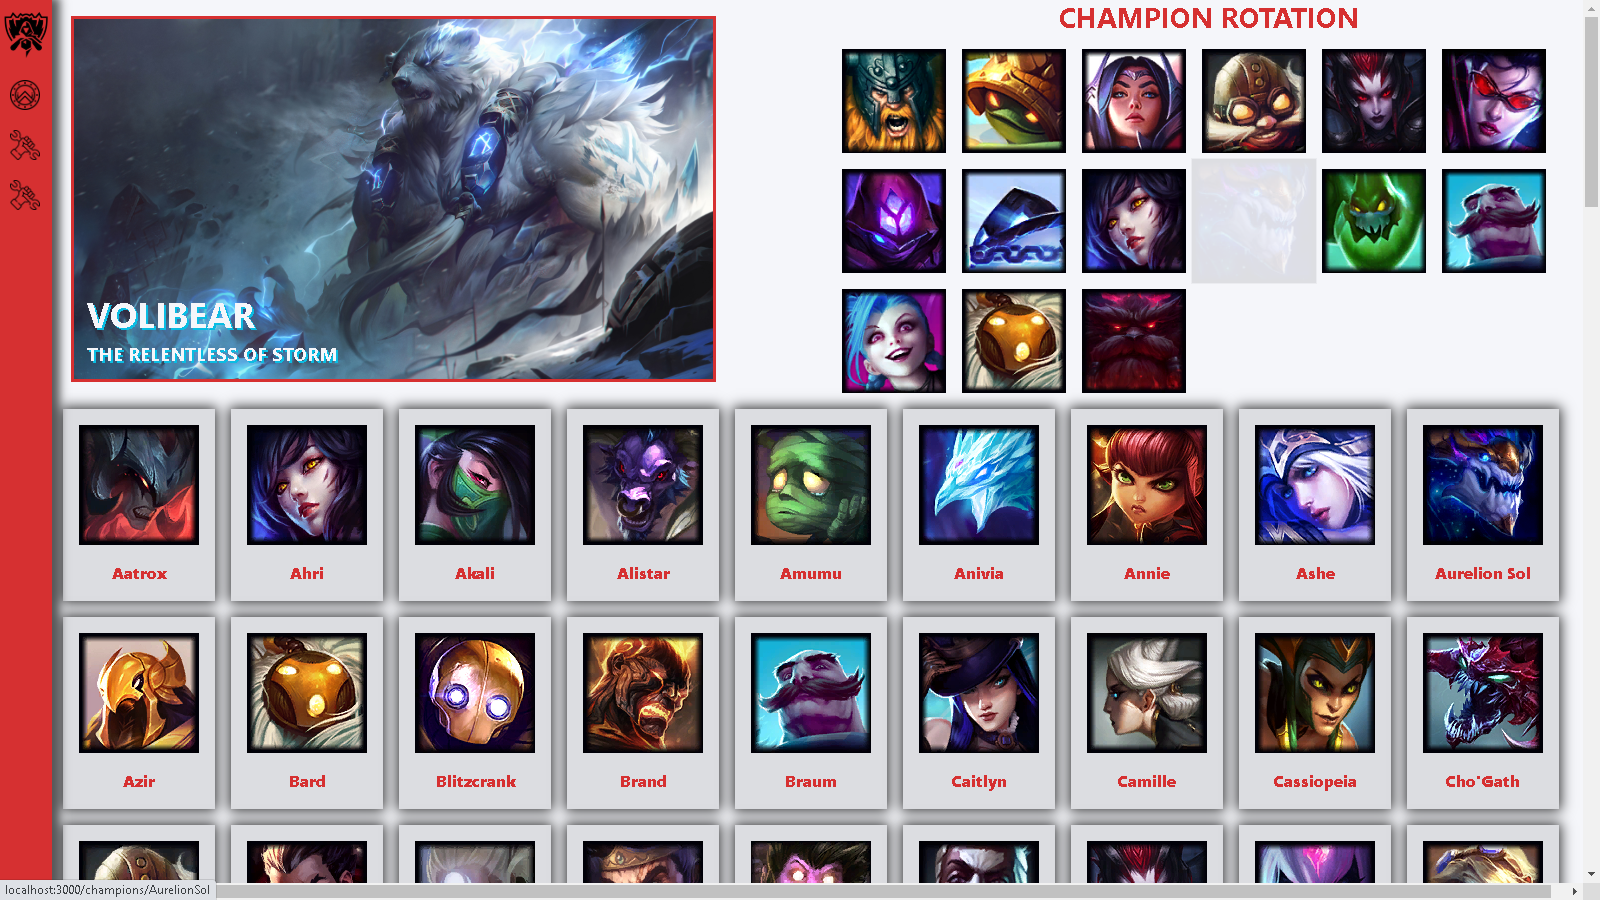 CHAMPION ROTATION
VOLIBEAR
THE RELENTLESS OF STORM
Aatrox
Ahri
Akali
Alistar
Amumu
Anivia
Annie
Ashe
Aurelion Sol
Azir
Bard
Blitzcrank
Brand
Braum
Caitlyn
Camille
Cassiopeia
Cho'Gath
localhost:3000/champions/AurelionSol